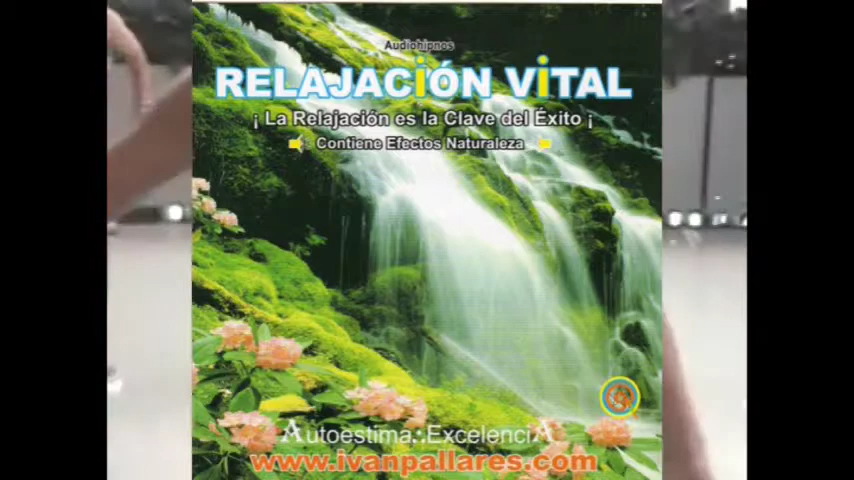 Audiohipnos
RELAJACiÓN ViTAL
¡ La Relajación es la Clave del Éxito ¡
Contiene Efectos Naturaleza
Autoestima.·.ExcelenciA
www.ivanpallares.com